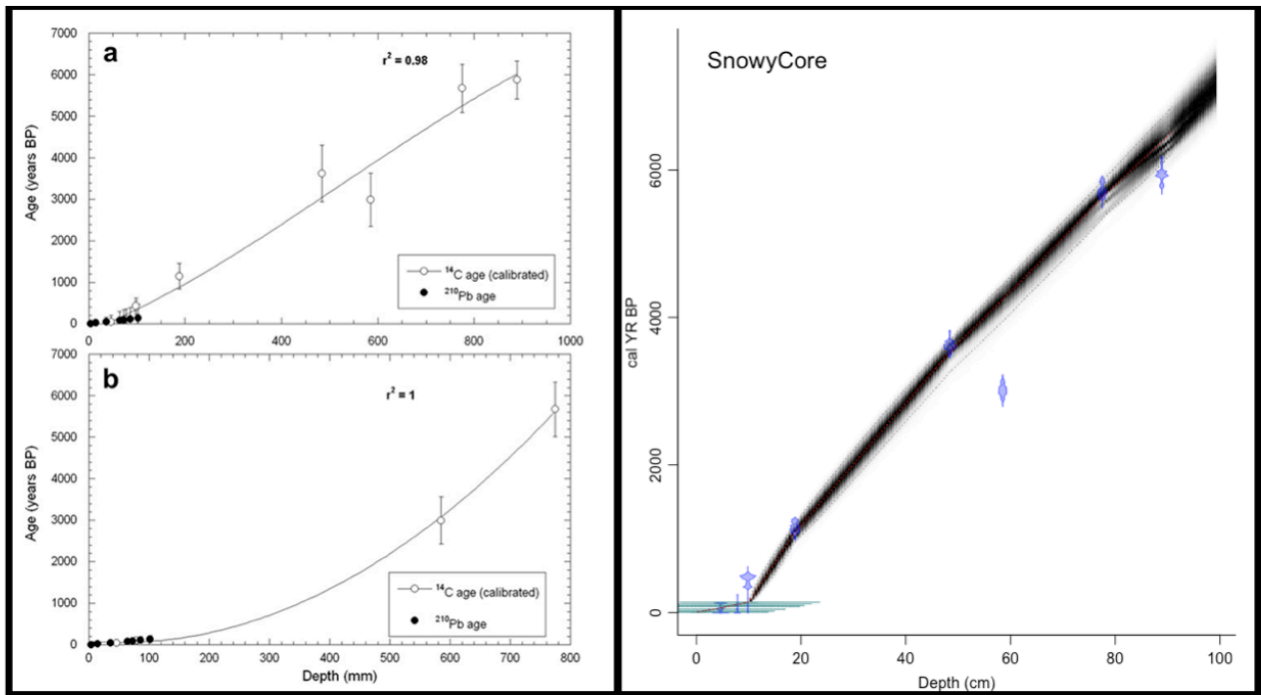 a
r² = 0.98
7000
6000
5000
4000
3000
2000
1000
0
Age (years BP)
¹⁴C age (calibrated)
²¹⁰Pb age
0
200
400
600
800
1000
b
r² = 1
7000
6000
5000
4000
3000
2000
1000
0
Age (years BP)
¹⁴C age (calibrated)
²¹⁰Pb age
0
100
200
300
400
500
600
700
800
Depth (mm)
SnowyCore
cal YR BP
6000
4000
2000
0
0
20
40
60
80
100
Depth (cm)